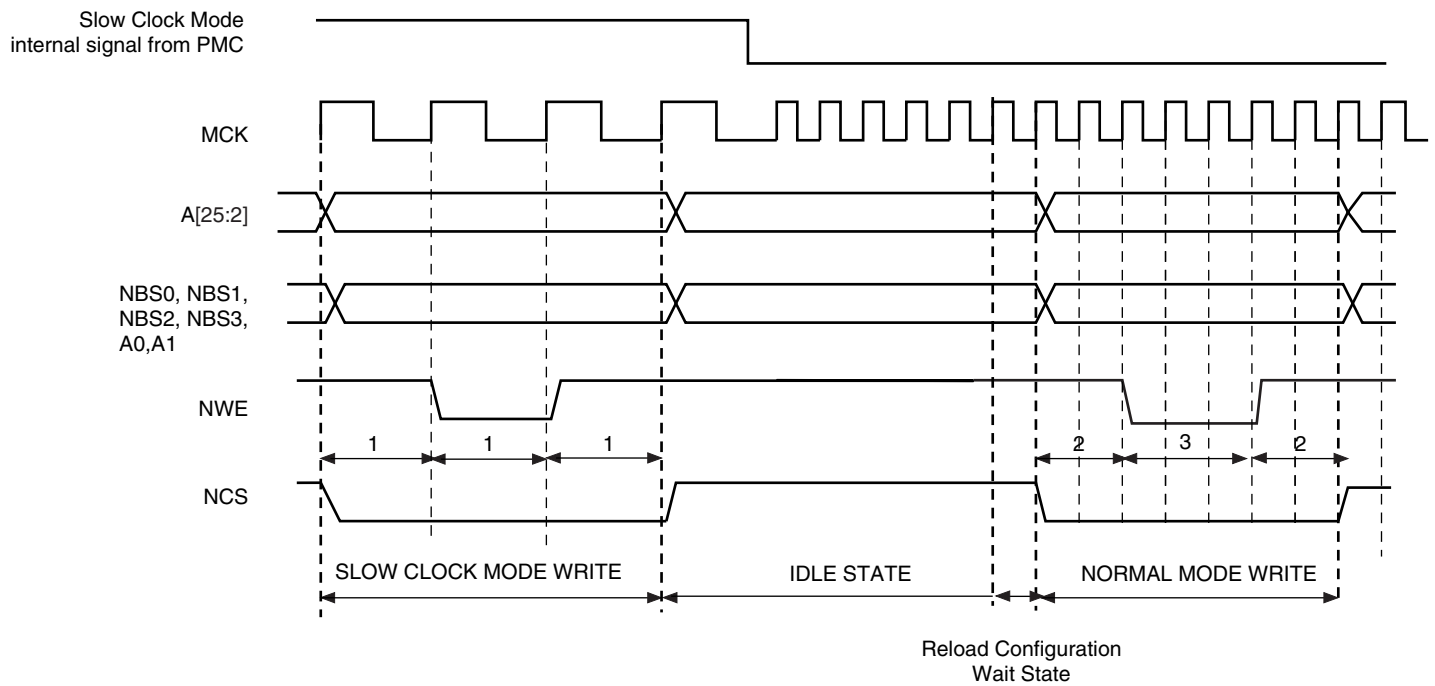 Slow Clock Mode
internal signal from PMC
MCK
A[25:2]
NBS0, NBS1,
NBS2, NBS3,
A0,A1
NWE
1 1 1 2 3 2
NCS
SLOW CLOCK MODE WRITE IDLE STATE NORMAL MODE WRITE
Reload Configuration
Wait State